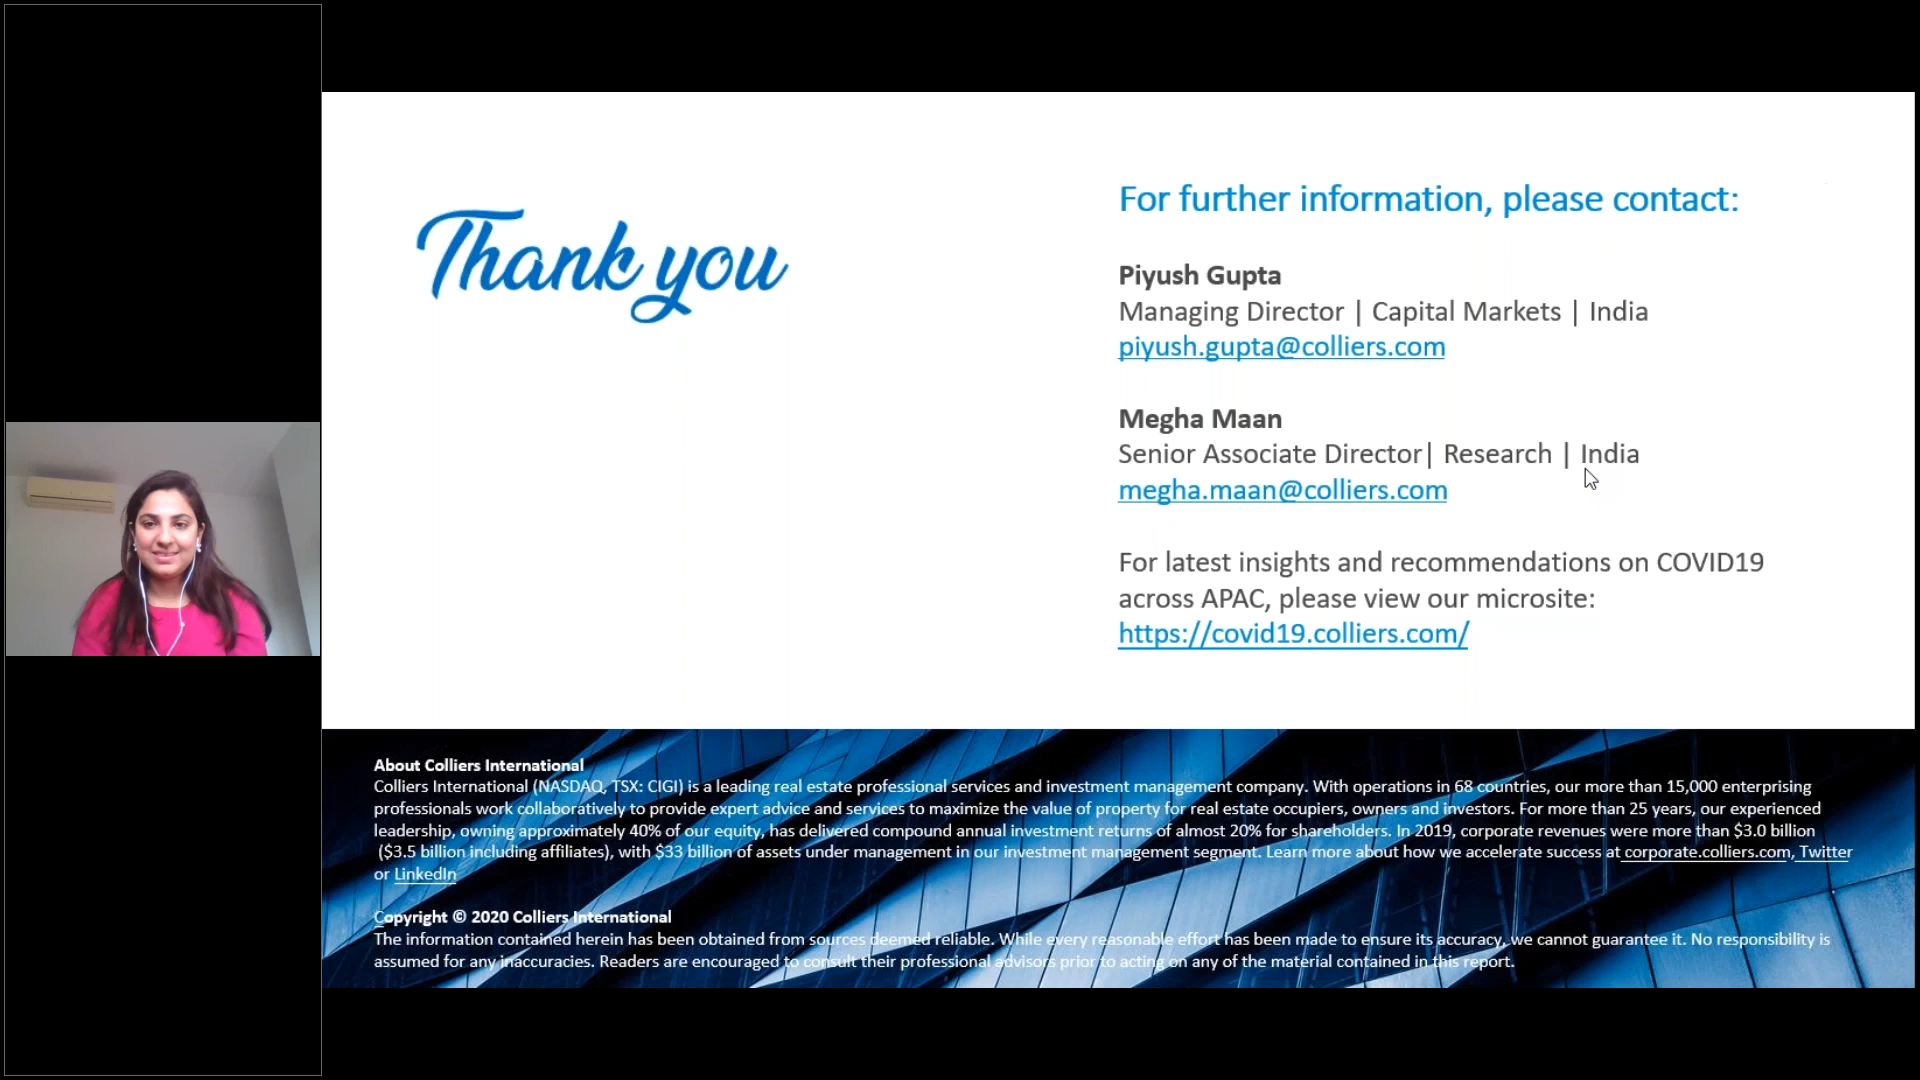 Thank you
For further information, please contact:
Piyush Gupta
Managing Director | Capital Markets | India
piyush.gupta@colliers.com
Megha Maan
Senior Associate Director| Research | India
megha.maan@colliers.com
For latest insights and recommendations on COVID19
across APAC, please view our microsite:
https://covid19.colliers.com/
About Colliers International
Colliers International (NASDAQ, TSX: CIGI) is a leading real estate professional services and investment management company. With operations in 68 countries, our more than 15,000 enterprising
professionals work collaboratively to provide expert advice and services to maximize the value of property for real estate occupiers, owners and investors. For more than 25 years, our experienced
leadership, owning approximately 40% of our equity, has delivered compound annual investment returns of almost 20% for shareholders. In 2019, corporate revenues were more than $3.0 billion
($3.5 billion including affiliates), with $33 billion of assets under management in our investment management segment. Learn more about how we accelerate success at corporate.colliers.com, Twitter
or LinkedIn
Copyright © 2020 Colliers International
The information contained herein has been obtained from sources deemed reliable. While every reasonable effort has been made to ensure its accuracy, we cannot guarantee it. No responsibility is
assumed for any inaccuracies. Readers are encouraged to consult their professional advisors prior to acting on any of the material contained in this report.